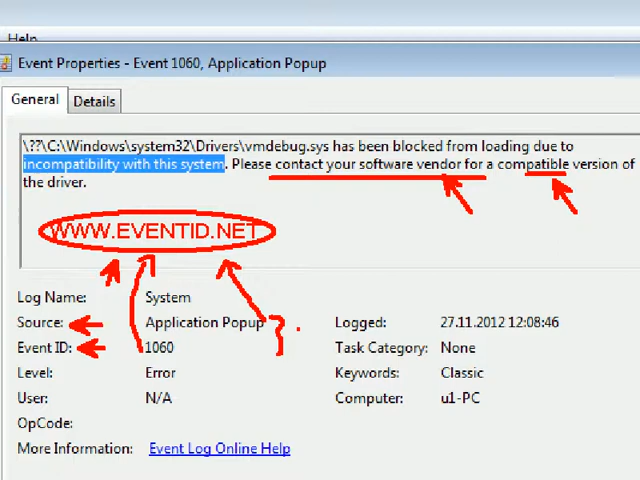 Help
Event Properties - Event 1060, Application Popup
General Details
\??\C:\Windows\system32\Drivers\vmdebug.sys has been blocked from loading due to
incompatibility with this system. Please contact your software vendor for a compatible version of
the driver.
WWW.EVENTID.NET
Log Name: System
Source: Application Popup Logged: 27.11.2012 12:08:46
Event ID: 1060 Task Category: None
Level: Error Keywords: Classic
User: N/A Computer: u1-PC
OpCode:
More Information: Event Log Online Help